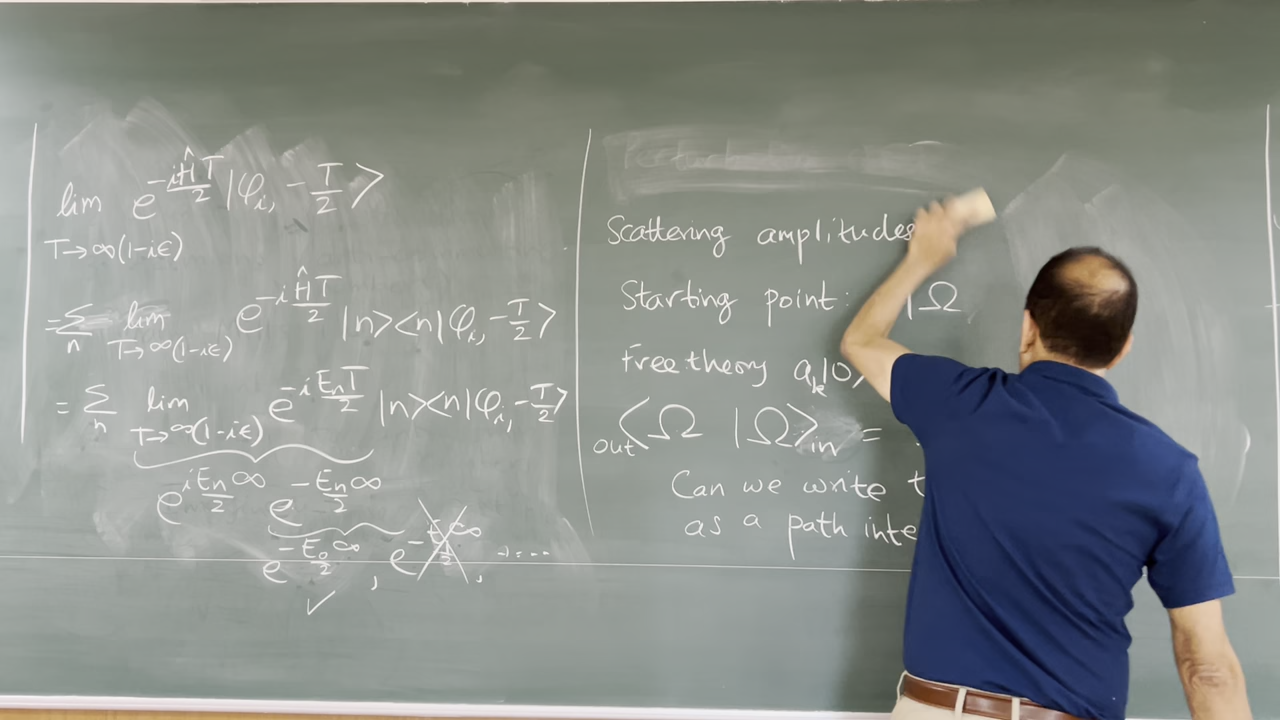 lim e^{-iĤT/2} |φ_i, -T/2>
T→∞(1-iε)
=Σ_n lim_{T→∞(1-iε)} e^{-iĤT/2} |n><n|φ_i, -T/2>
= Σ_n lim_{T→∞(1-iε)} e^{-iE_nT/2} |n><n|φ_i, -T/2>
e^{iE_n/2 ∞} e^{-E_n/2 ∞}
e^{-E_0/2 ∞}, e^{-E_1/2 ∞}, ....
✓
Scattering amplitudes
Starting point: |Ω
Free theory a_k|0>
out<Ω |Ω>in =
Can we write t
as a path inte